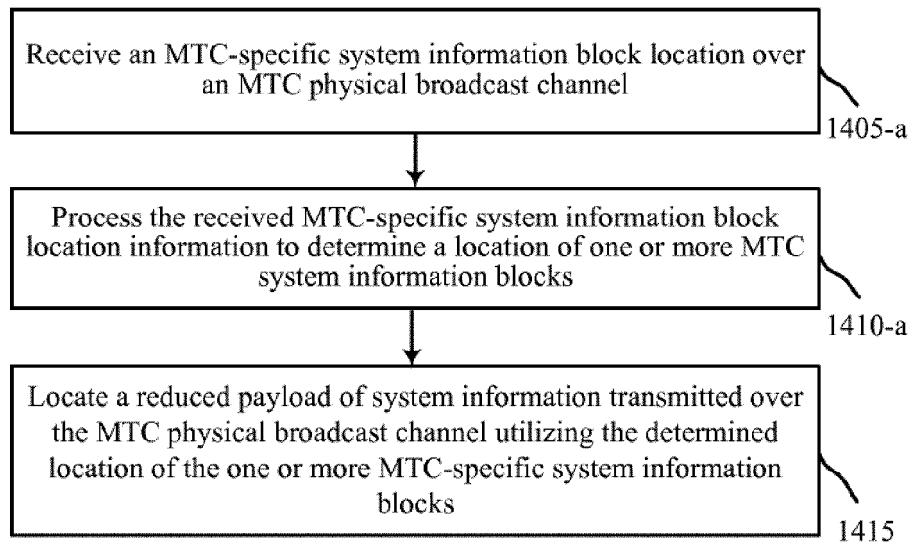 Receive an MTC-specific system information block location over
an MTC physical broadcast channel
1405-a
Process the received MTC-specific system information block
location information to determine a location of one or more MTC
system information blocks
1410-a
Locate a reduced payload of system information transmitted over
the MTC physical broadcast channel utilizing the determined
location of the one or more MTC-specific system information
blocks
1415